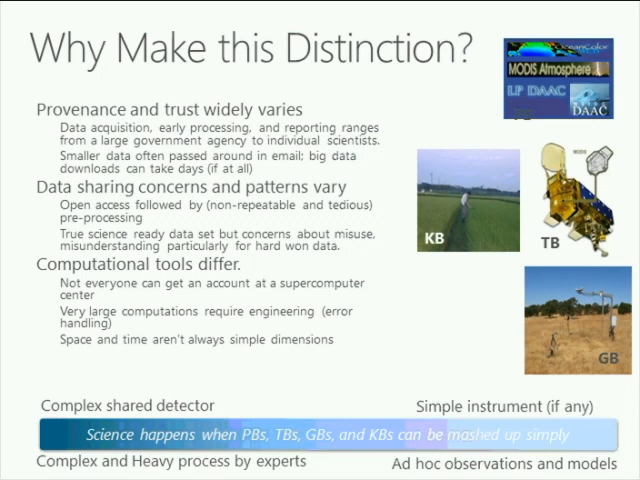 Why Make this Distinction?
OceanColor
MODIS Atmosphere
LP DAAC
DAAC
Provenance and trust widely varies
Data acquisition, early processing, and reporting ranges
from a large government agency to individual scientists.
Smaller data often passed around in email; big data
downloads can take days (if at all)
Data sharing concerns and patterns vary
Open access followed by (non-repeatable and tedious)
pre-processing
True science ready data set but concerns about misuse,
misunderstanding particularly for hard won data.
Computational tools differ.
Not everyone can get an account at a supercomputer
center
Very large computations require engineering (error
handling)
Space and time aren't always simple dimensions
KB
MODIS
TB
GB
Complex shared detector
Simple instrument (if any)
Science happens when PBs, TBs, GBs, and KBs can be mashed up simply
Complex and Heavy process by experts
Ad hoc observations and models